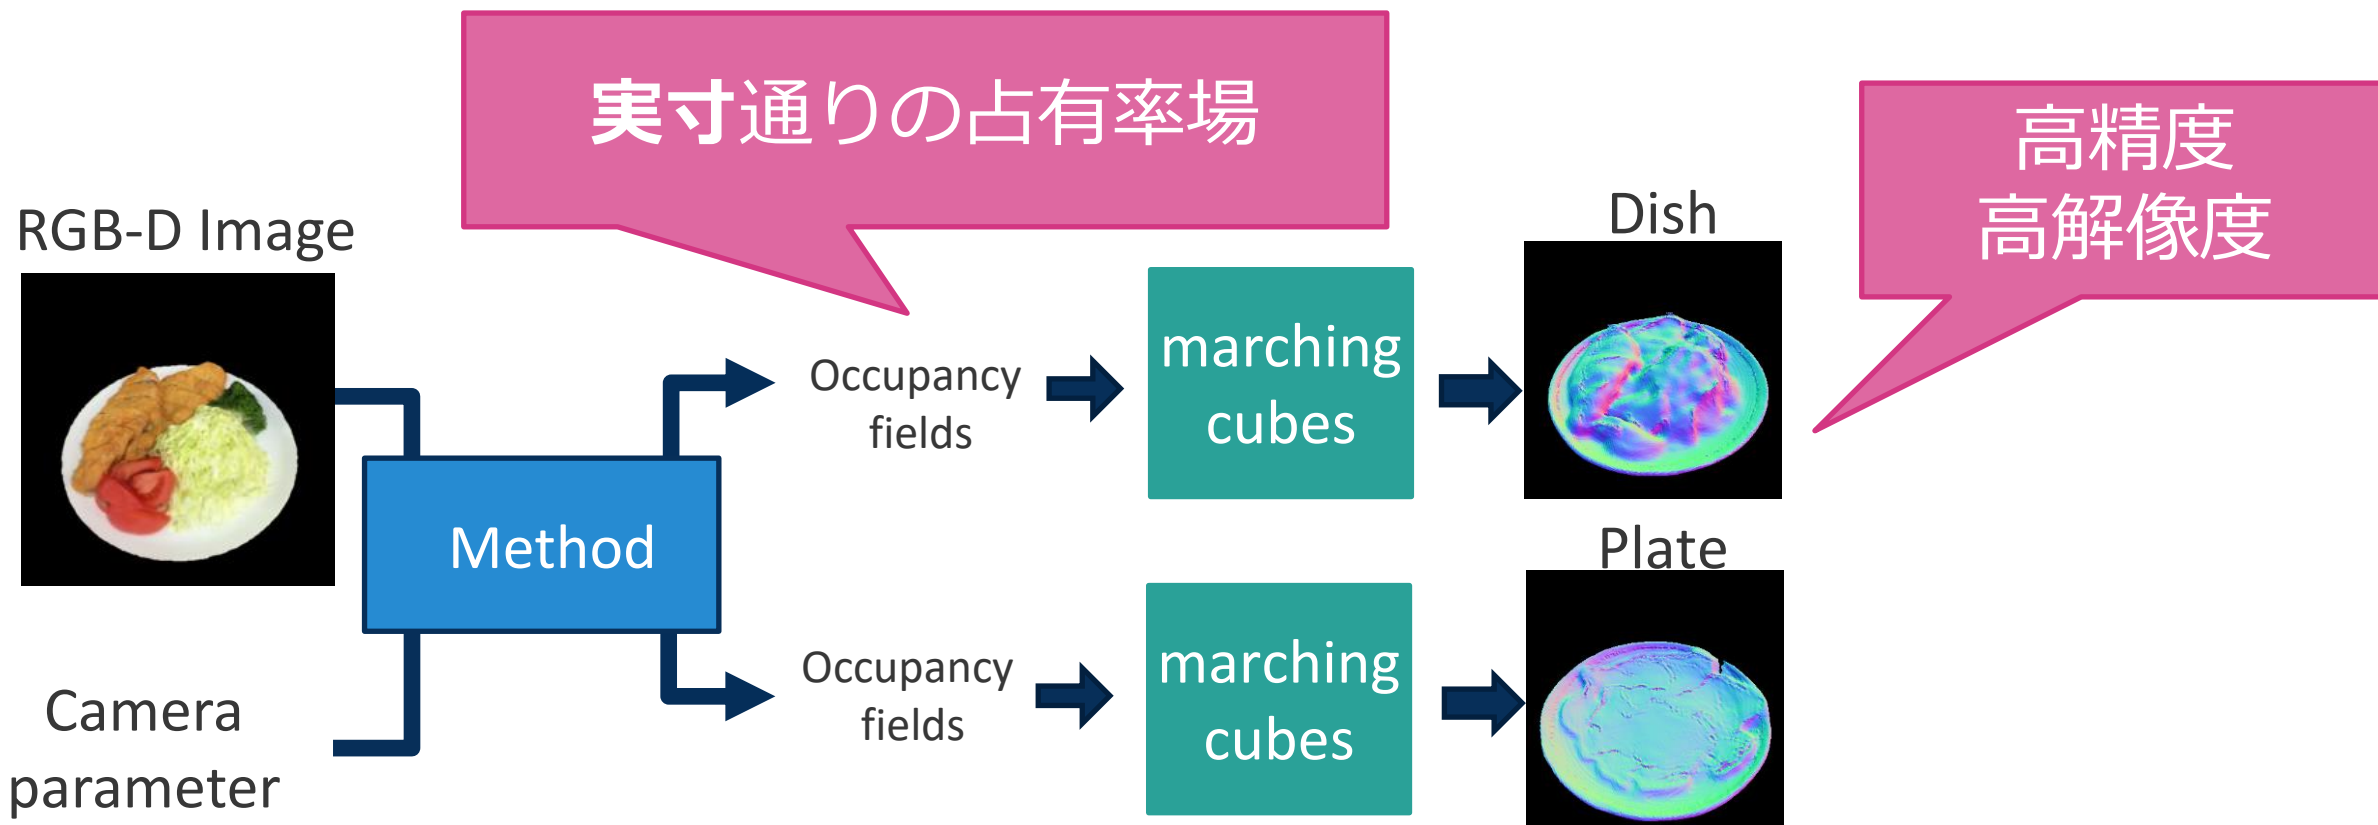 実寸通りの占有率場
高精度
高解像度
RGB-D Image
Dish
Occupancy
fields
marching
cubes
Method
Plate
Camera
parameter
Occupancy
fields
marching
cubes